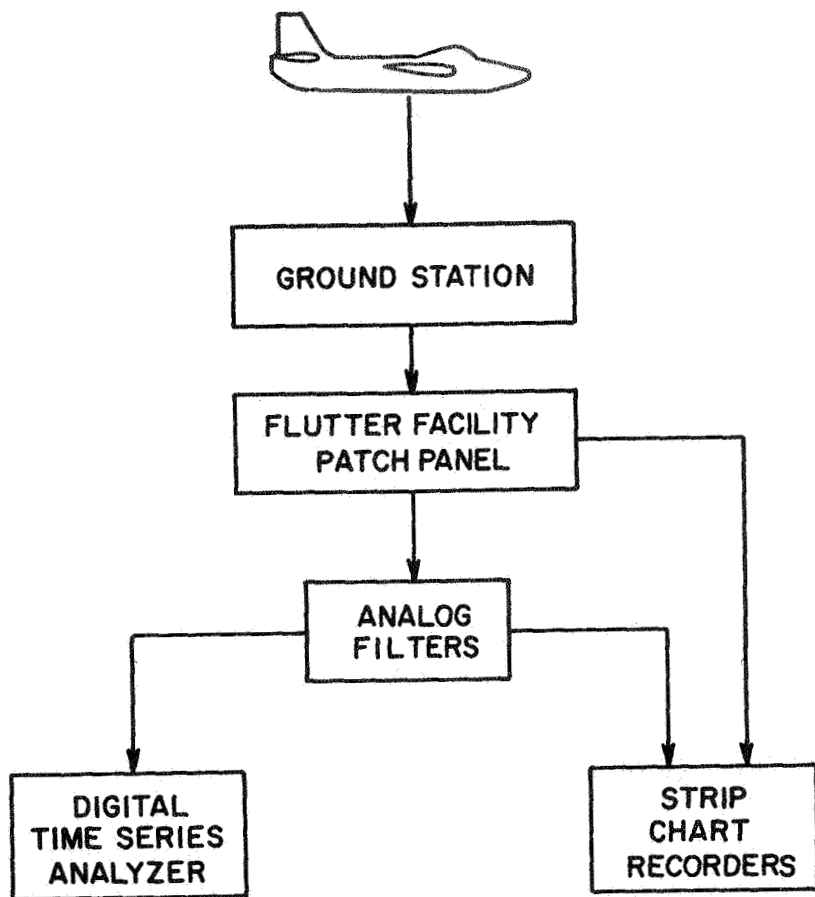 GROUND STATION
FLUTTER FACILITY
PATCH PANEL
ANALOG
FILTERS
DIGITAL
TIME SERIES
ANALYZER
STRIP
CHART
RECORDERS